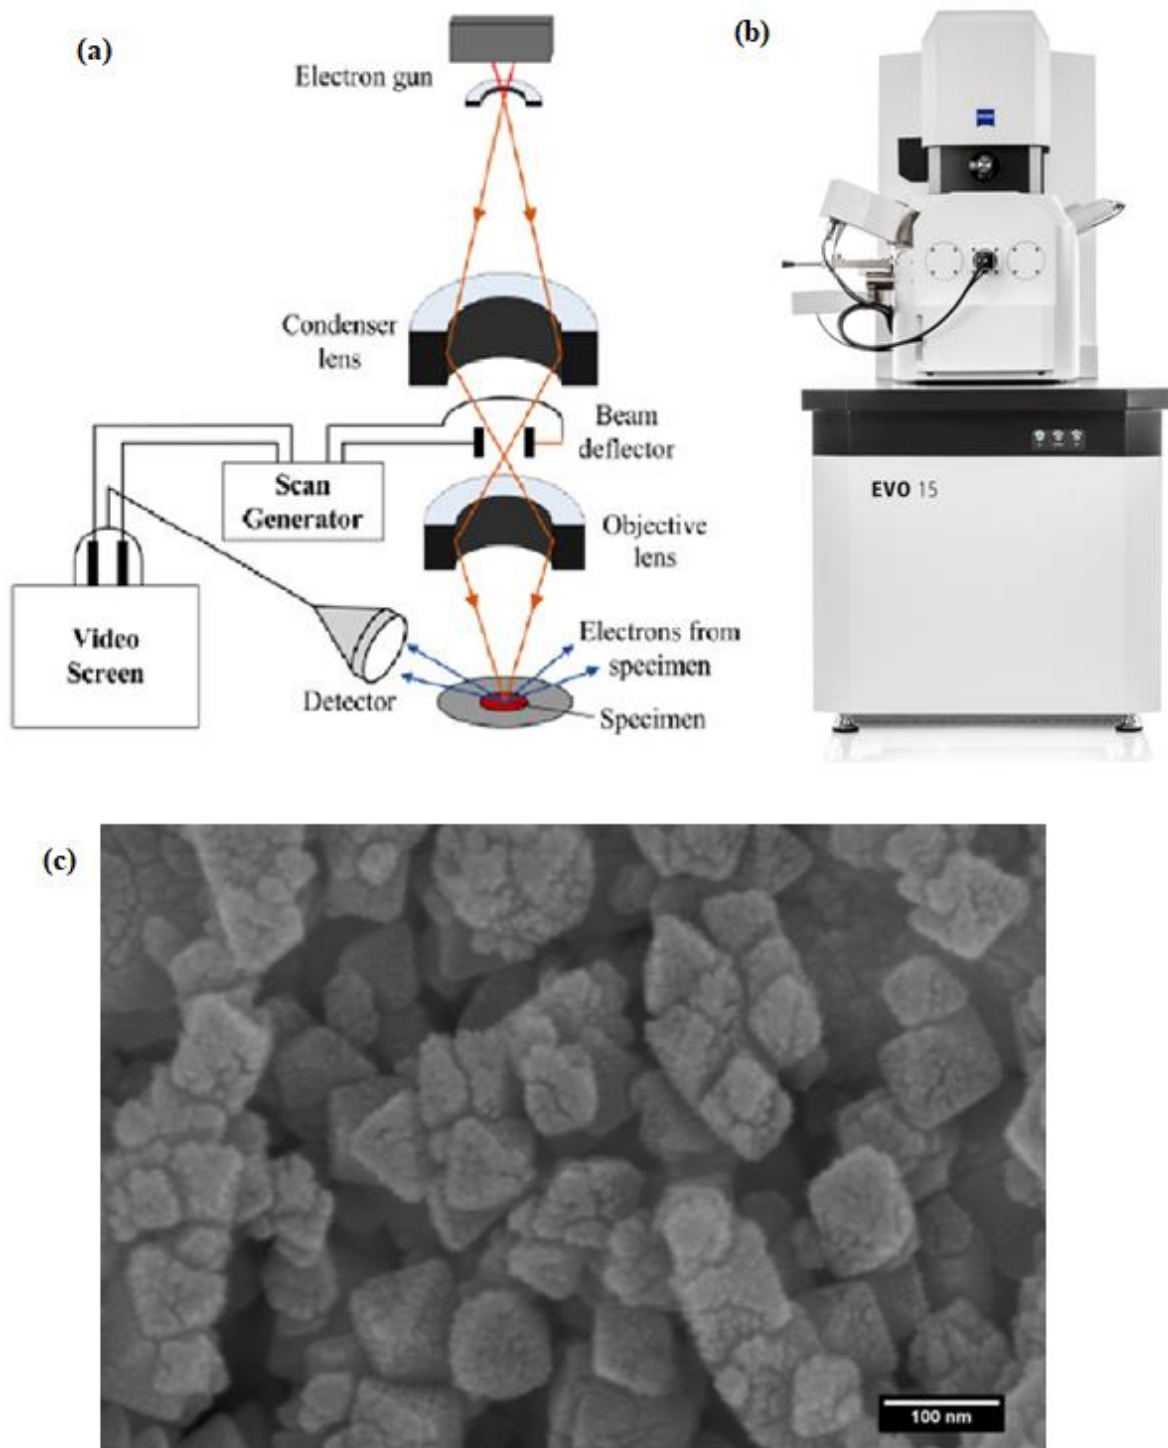 (a)
Electron gun
Condenser
lens
Beam
deflector
Scan
Generator
Objective
lens
Video
Screen
Detector
Electrons from
specimen
Specimen
(b)
EVO 15
(c)
100 nm